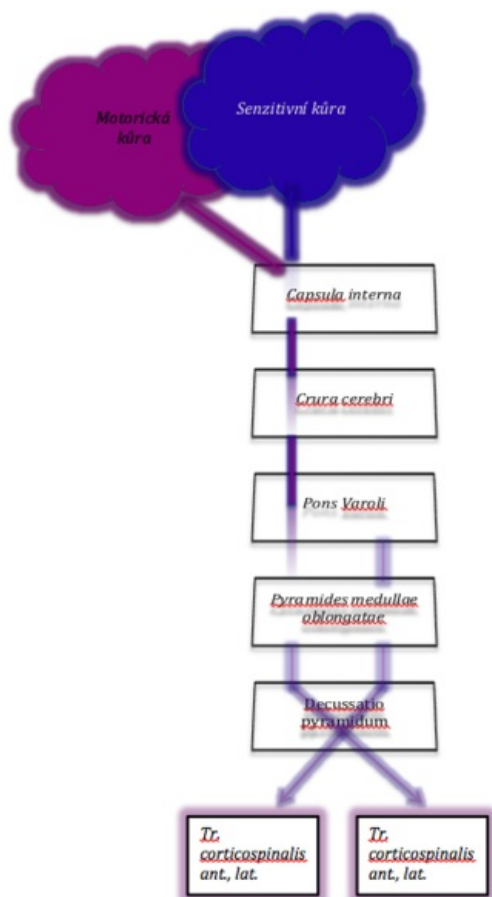 Motorická
kůra
Senzitivní kůra
Capsula interna
Crura cerebri
Pons Varoli
Pyramides medullae
oblongatae
Decussatio
pyramidum
Tr.
corticospinalis
ant., lat.
Tr.
corticospinalis
ant., lat.